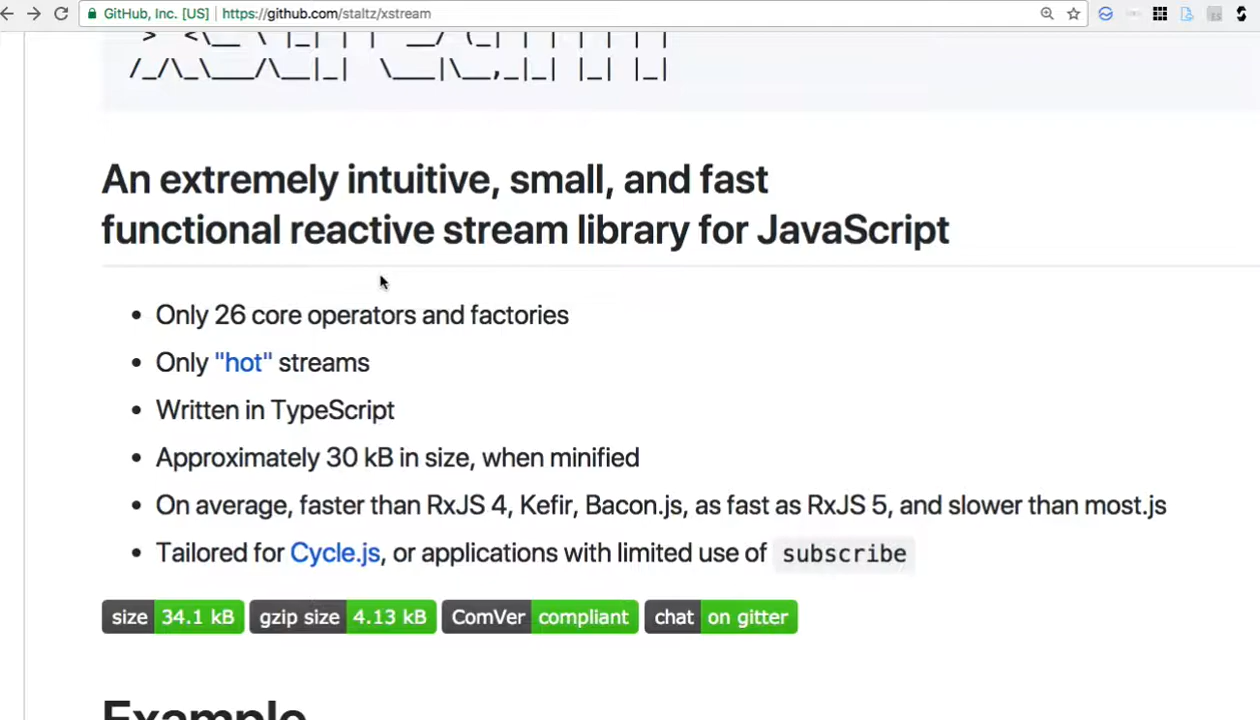 GitHub, Inc. [US] https://github.com/staltz/xstream
An extremely intuitive, small, and fast
functional reactive stream library for JavaScript
Only 26 core operators and factories
Only "hot" streams
Written in TypeScript
Approximately 30 kB in size, when minified
On average, faster than RxJS 4, Kefir, Bacon.js, as fast as RxJS 5, and slower than most.js
Tailored for Cycle.js, or applications with limited use of subscribe
size 34.1 kB gzip size 4.13 kB ComVer compliant chat on gitter
Example